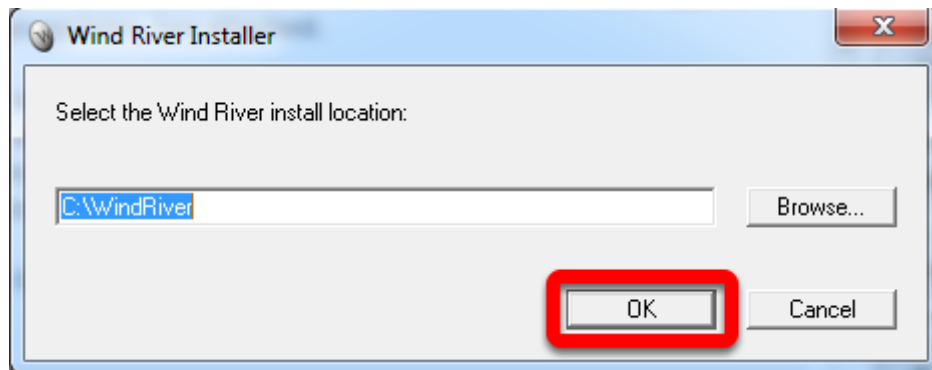 Wind River Installer
Select the Wind River install location:
C:\WindRiver
Browse...
OK
Cancel